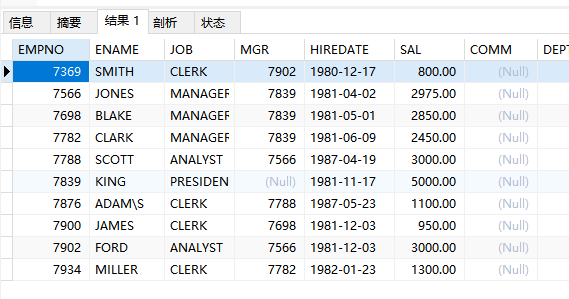 信息 摘要 结果 1 剖析 状态
EMPNO ENAME JOB MGR HIREDATE SAL COMM DEPT
7369 SMITH CLERK 7902 1980-12-17 800.00 (Null)
7566 JONES MANAGER 7839 1981-04-02 2975.00 (Null)
7698 BLAKE MANAGER 7839 1981-05-01 2850.00 (Null)
7782 CLARK MANAGER 7839 1981-06-09 2450.00 (Null)
7788 SCOTT ANALYST 7566 1987-04-19 3000.00 (Null)
7839 KING PRESIDEN (Null) 1981-11-17 5000.00 (Null)
7876 ADAM\S CLERK 7788 1987-05-23 1100.00 (Null)
7900 JAMES CLERK 7698 1981-12-03 950.00 (Null)
7902 FORD ANALYST 7566 1981-12-03 3000.00 (Null)
7934 MILLER CLERK 7782 1982-01-23 1300.00 (Null)